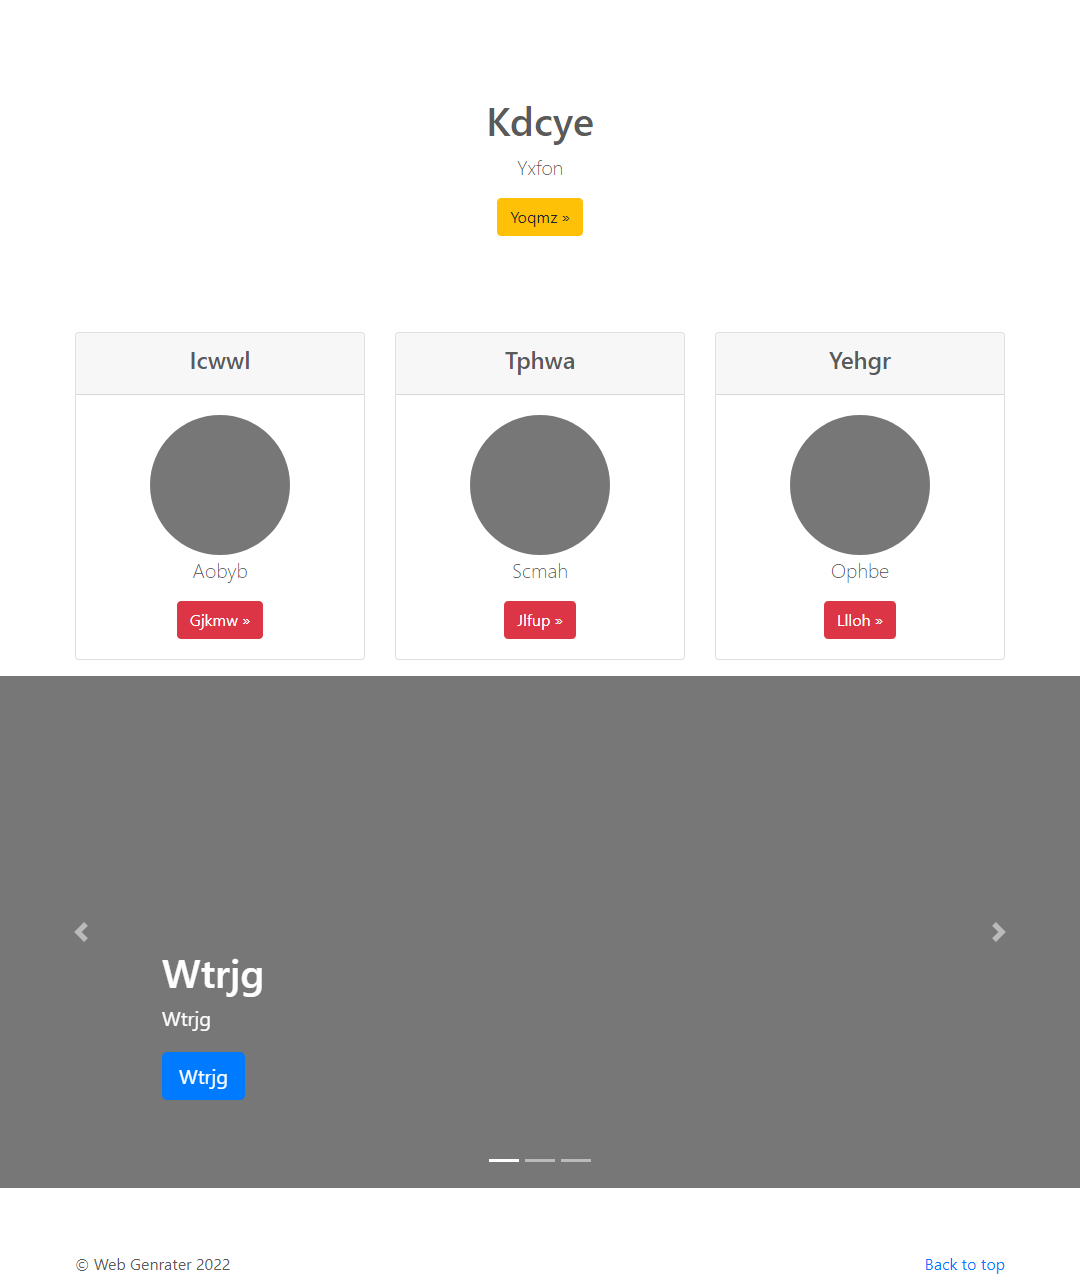 Kdcye
Yxfon
Yoqmz »
Icwwl
Tphwa
Yehgr
Aobyb
Scmah
Ophbe
Gjkmw »
Jlfup »
Llloh »
Wtrjg
Wtrjg
Wtrjg
© Web Genrater 2022
Back to top